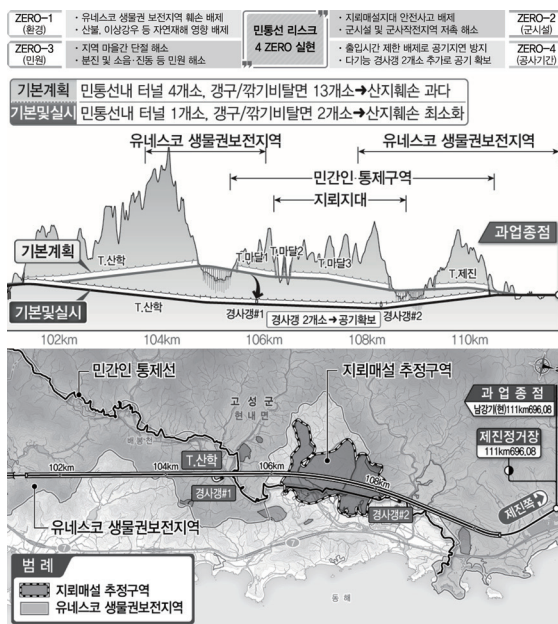 ZERO-1
(환경)
· 유네스코 생물권 보전지역 훼손 배제
· 산불, 이상강우 등 자연재해 영향 배제
민통선 리스크
4 ZERO 실현
· 지뢰매설지대 안전사고 배제
· 군시설 및 군사작전지역 저촉 해소
ZERO-2
(군시설)
ZERO-3
(민원)
· 지역 마을간 단절 해소
· 분진 및 소음·진동 등 민원 해소
· 출입시간 제한 배제로 공기지연 방지
· 다기능 경사갱 2개소 추가로 공기 확보
ZERO-4
(공사기간)
기본계획 민통선내 터널 4개소, 갱구/깎기비탈면 13개소➜산지훼손 과다
기본및실시 민통선내 터널 1개소, 갱구/깎기비탈면 2개소➜산지훼손 최소화
유네스코 생물권보전지역
유네스코 생물권보전지역
민간인 통제구역
지뢰지대
과업종점
기본계획
T.산학
T.마달1
T.마달2
T.마달3
T.제진
기본및실시
T.산학
경사갱#1
경사갱 2개소➜공기확보
경사갱#2
102km
104km
106km
108km
110km
민간인 통제선
고성군
현내면
지뢰매설 추정구역
과업종점
남강기(현)111km696.08
제진정거장
111km696.08
배봉천
102km
104km
T.산학
106km
108km
경사갱#1
경사갱#2
제진쪽
유네스코 생물권보전지역
7
7
범 례
지뢰매설 추정구역
유네스코 생물권보전지역
동 해